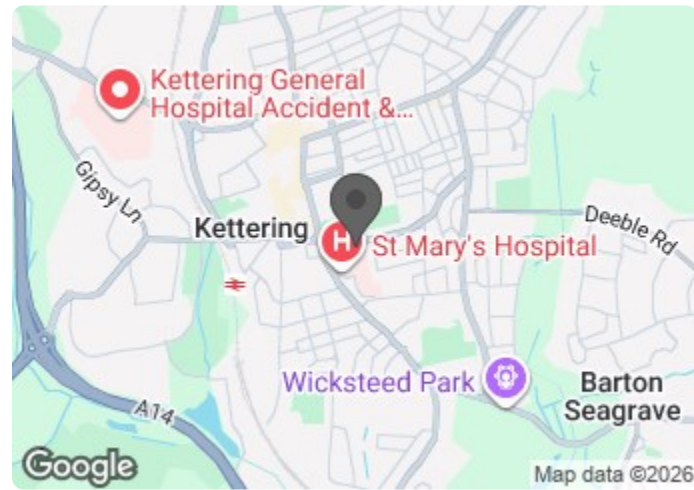 Kettering General
Hospital Accident &...
Gipsy Ln
Kettering
H
St Mary's Hospital
Deeble Rd
Wicksteed Park
Barton
Seagrave
A14
Google
Map data ©2026